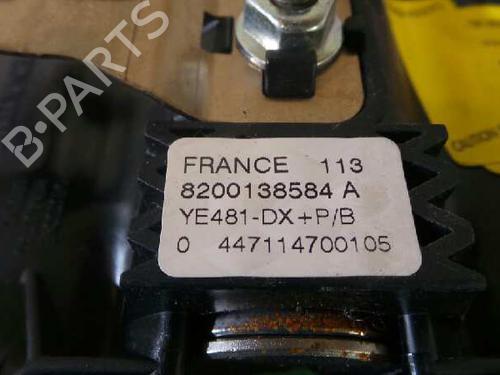 B-PARTS
FRANCE 113
8200138584 A
YE481-DX+P/B
0 447114700105